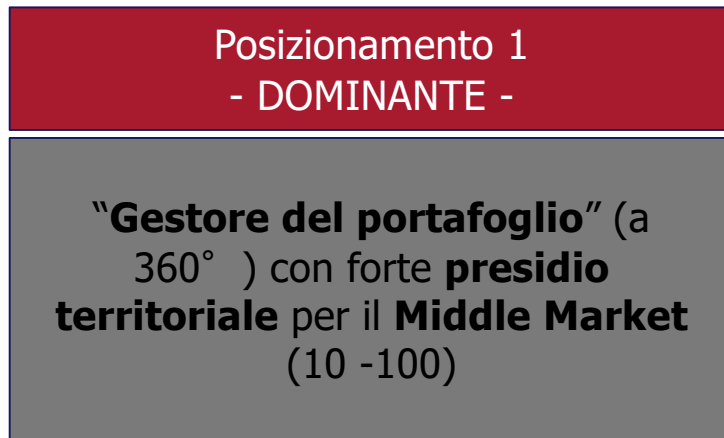 Posizionamento 1
- DOMINANTE -
“Gestore del portafoglio” (a
360° ) con forte presidio
territoriale per il Middle Market
(10 -100)